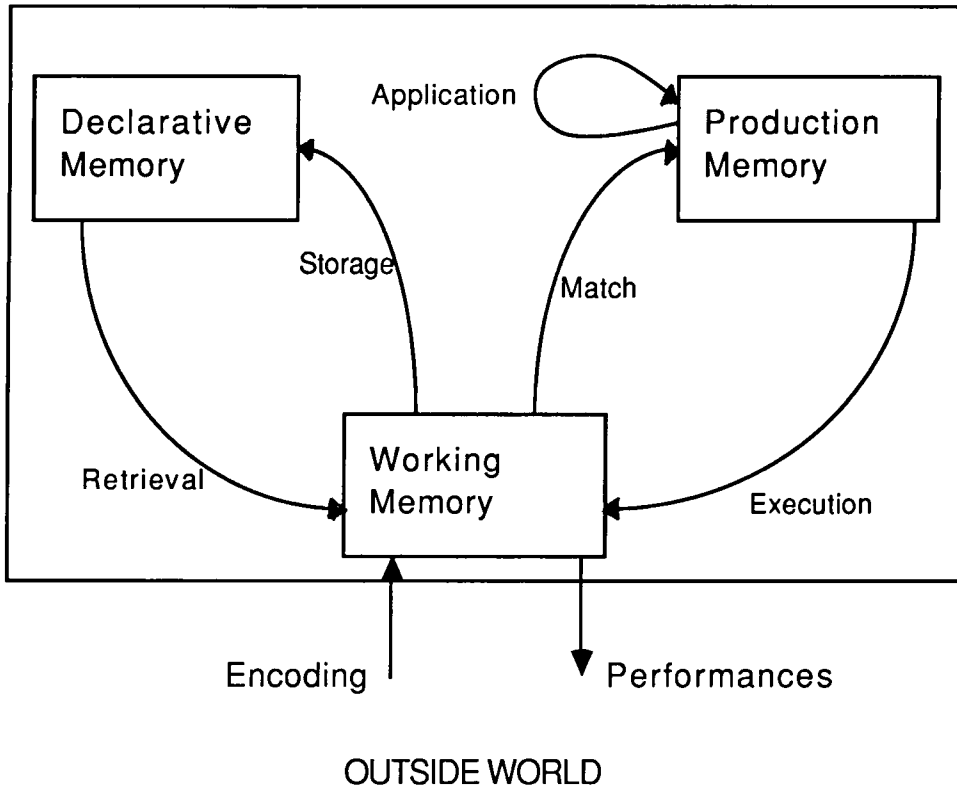 Declarative
Memory
Application
Production
Memory
Storage
Match
Retrieval
Working
Memory
Execution
Encoding
Performances
OUTSIDE WORLD